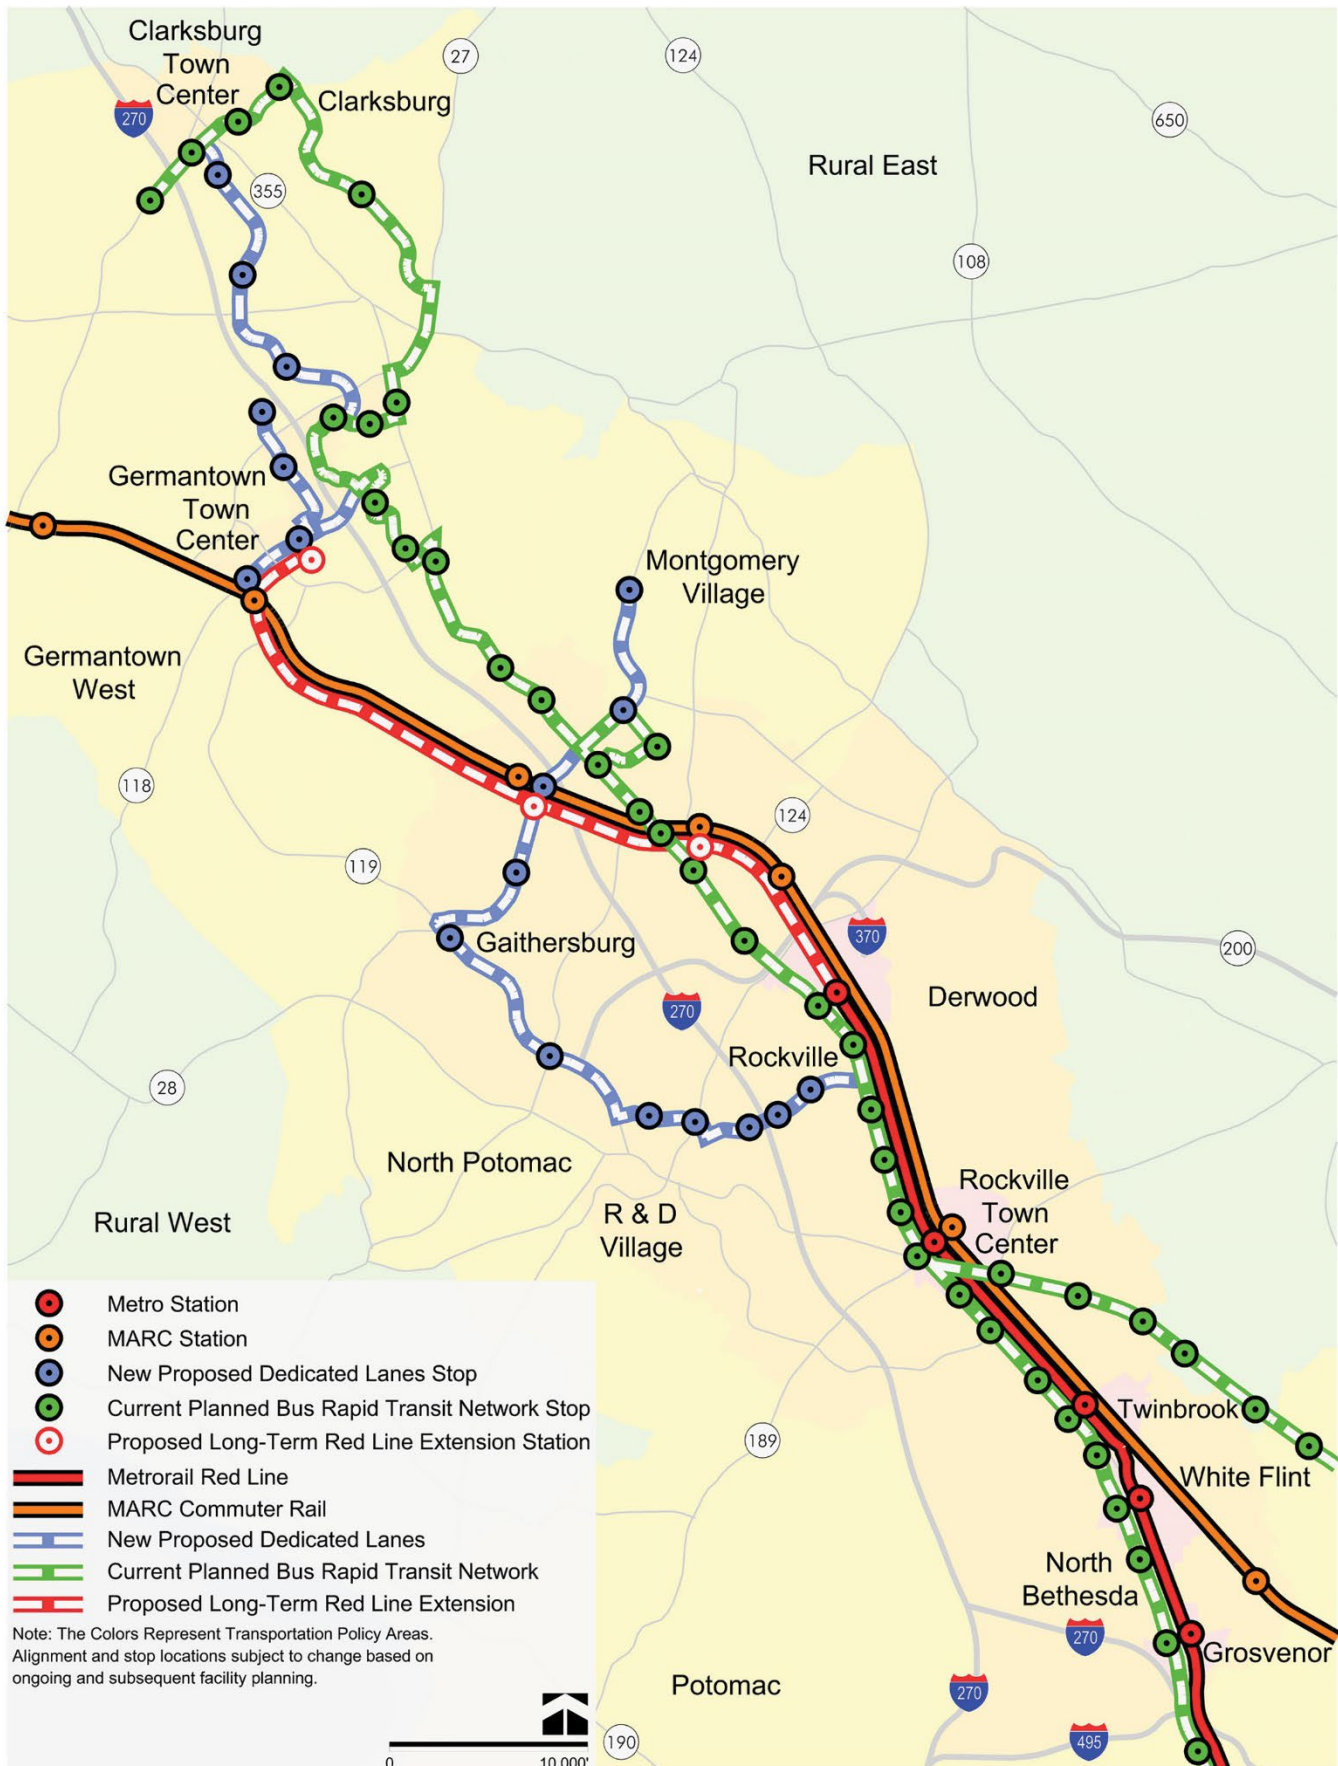 Clarksburg
Town
Center
Clarksburg
27
124
270
650
Rural East
355
108
Germantown
Town
Center
Montgomery
Village
Germantown
West
118
124
119
Gaithersburg
370
200
270
Derwood
Rockville
28
North Potomac
Rockville
Town
Center
Rural West
R & D
Village
Twinbrook
189
White Flint
North
Bethesda
270
Grosvenor
Potomac
270
190
495
Metro Station
MARC Station
New Proposed Dedicated Lanes Stop
Current Planned Bus Rapid Transit Network Stop
Proposed Long-Term Red Line Extension Station
Metrorail Red Line
MARC Commuter Rail
New Proposed Dedicated Lanes
Current Planned Bus Rapid Transit Network
Proposed Long-Term Red Line Extension
Note: The Colors Represent Transportation Policy Areas.
Alignment and stop locations subject to change based on
ongoing and subsequent facility planning.
0 10,000'